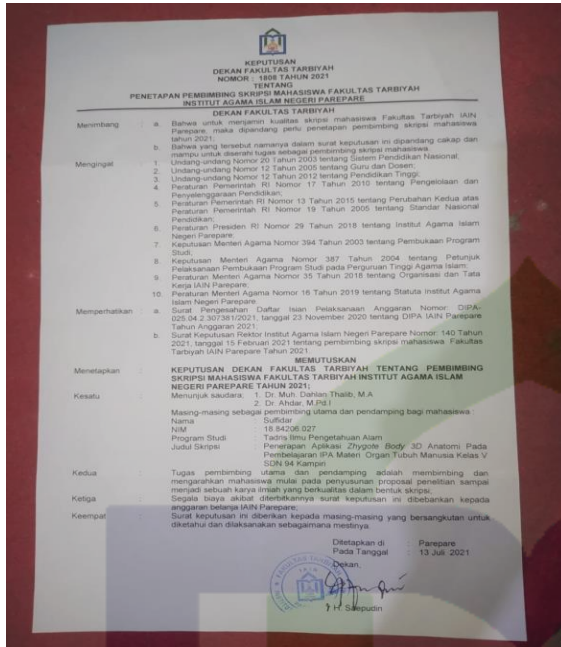 KEPUTUSAN
DEKAN FAKULTAS TARBIYAH
NOMOR : 1808 TAHUN 2021
TENTANG
PENETAPAN PEMBIMBING SKRIPSI MAHASISWA FAKULTAS TARBIYAH
INSTITUT AGAMA ISLAM NEGERI PAREPARE
DEKAN FAKULTAS TARBIYAH
Menimbang : a. Bahwa untuk menjamin kualitas skripsi mahasiswa Fakultas Tarbiyah IAIN
Parepare, maka dipandang perlu penetapan pembimbing skripsi mahasiswa
tahun 2021;
b. Bahwa yang tersebut namanya dalam surat keputusan ini dipandang cakap dan
mampu untuk diserahi tugas sebagai pembimbing skripsi mahasiswa.
Mengingat : 1. Undang-undang Nomor 20 Tahun 2003 tentang Sistem Pendidikan Nasional;
2. Undang-undang Nomor 12 Tahun 2005 tentang Guru dan Dosen;
3. Undang-undang Nomor 12 Tahun 2012 tentang Pendidikan Tinggi;
4. Peraturan Pemerintah RI Nomor 17 Tahun 2010 tentang Pengelolaan dan
Penyelenggaraan Pendidikan;
5. Peraturan Pemerintah RI Nomor 13 Tahun 2015 tentang Perubahan Kedua atas
Peraturan Pemerintah RI Nomor 19 Tahun 2005 tentang Standar Nasional
Pendidikan;
6. Peraturan Presiden RI Nomor 29 Tahun 2018 tentang Institut Agama Islam
Negeri Parepare;
7. Keputusan Menteri Agama Nomor 394 Tahun 2003 tentang Pembukaan Program
Studi;
8. Keputusan Menteri Agama Nomor 387 Tahun 2004 tentang Petunjuk
Pelaksanaan Pembukaan Program Studi pada Perguruan Tinggi Agama Islam;
9. Peraturan Menteri Agama Nomor 35 Tahun 2018 tentang Organisasi dan Tata
Kerja IAIN Parepare;
10. Peraturan Menteri Agama Nomor 16 Tahun 2019 tentang Statuta Institut Agama
Islam Negeri Parepare.
Memperhatikan : a. Surat Pengesahan Daftar Isian Pelaksanaan Anggaran Nomor: DIPA-
025.04.2.307381/2021, tanggal 23 November 2020 tentang DIPA IAIN Parepare
Tahun Anggaran 2021;
b. Surat Keputusan Rektor Institut Agama Islam Negeri Parepare Nomor: 140 Tahun
2021, tanggal 15 Februari 2021 tentang pembimbing skripsi mahasiswa Fakultas
Tarbiyah IAIN Parepare Tahun 2021.
MEMUTUSKAN
Menetapkan : KEPUTUSAN DEKAN FAKULTAS TARBIYAH TENTANG PEMBIMBING
SKRIPSI MAHASISWA FAKULTAS TARBIYAH INSTITUT AGAMA ISLAM
NEGERI PAREPARE TAHUN 2021;
Kesatu : Menunjuk saudara: 1. Dr. Muh. Dahlan Thalib, M.A
2. Dr. Ahdar, M.Pd.I
Masing-masing sebagai pembimbing utama dan pendamping bagi mahasiswa :
Nama : Sulfidar
NIM : 18.84206.027
Program Studi : Tadris Ilmu Pengetahuan Alam
Judul Skripsi : Penerapan Aplikasi Zhygote Body 3D Anatomi Pada
Pembelajaran IPA Materi Organ Tubuh Manusia Kelas V
SDN 94 Kampiri
Kedua : Tugas pembimbing utama dan pendamping adalah membimbing dan
mengarahkan mahasiswa mulai pada penyusunan proposal penelitian sampai
menjadi sebuah karya ilmiah yang berkualitas dalam bentuk skripsi;
Ketiga : Segala biaya akibat diterbitkannya surat keputusan ini dibebankan kepada
anggaran belanja IAIN Parepare;
Keempat : Surat keputusan ini diberikan kepada masing-masing yang bersangkutan untuk
diketahui dan dilaksanakan sebagaimana mestinya.
Ditetapkan di : Parepare
Pada Tanggal : 13 Juli 2021
Dekan,
H. Saepudin